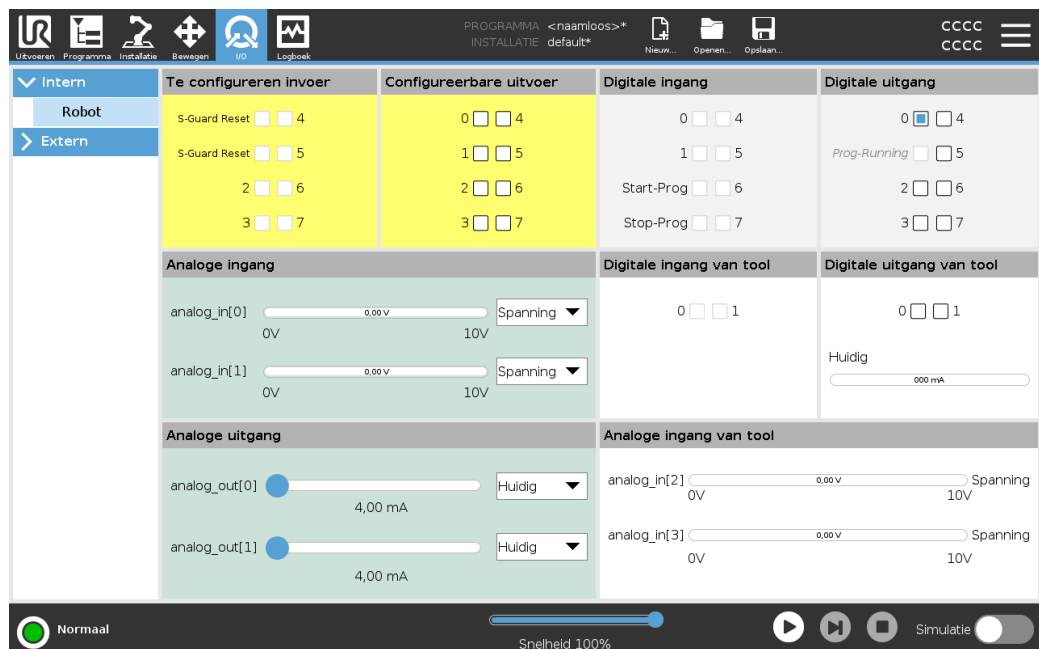 PROGRAMMA <naamloos>*
INSTALLATIE default*
CCCC
CCCC
Uitvoeren Programma Installatie Bewegen I/O Logboek Nieuw... Openen... Opslaan...
Intern
Robot
Extern
Te configureren invoer
S-Guard Reset 4
S-Guard Reset 5
2 6
3 7
Configureerbare uitvoer
0 4
1 5
2 6
3 7
Digitale ingang
0 4
1 5
Start-Prog 6
Stop-Prog 7
Digitale uitgang
0 4
Prog-Running 5
2 6
3 7
Analoge ingang
analog_in[0] 0,00 V Spanning
0V 10V
analog_in[1] 0,00 V Spanning
0V 10V
Digitale ingang van tool
0 1
Digitale uitgang van tool
0 1
Huidig
000 mA
Analoge uitgang
analog_out[0] Huidig
4,00 mA
analog_out[1] Huidig
4,00 mA
Analoge ingang van tool
analog_in[2] 0,00 V Spanning
0V 10V
analog_in[3] 0,00 V Spanning
0V 10V
Normaal
Snelheid 100%
Simulatie